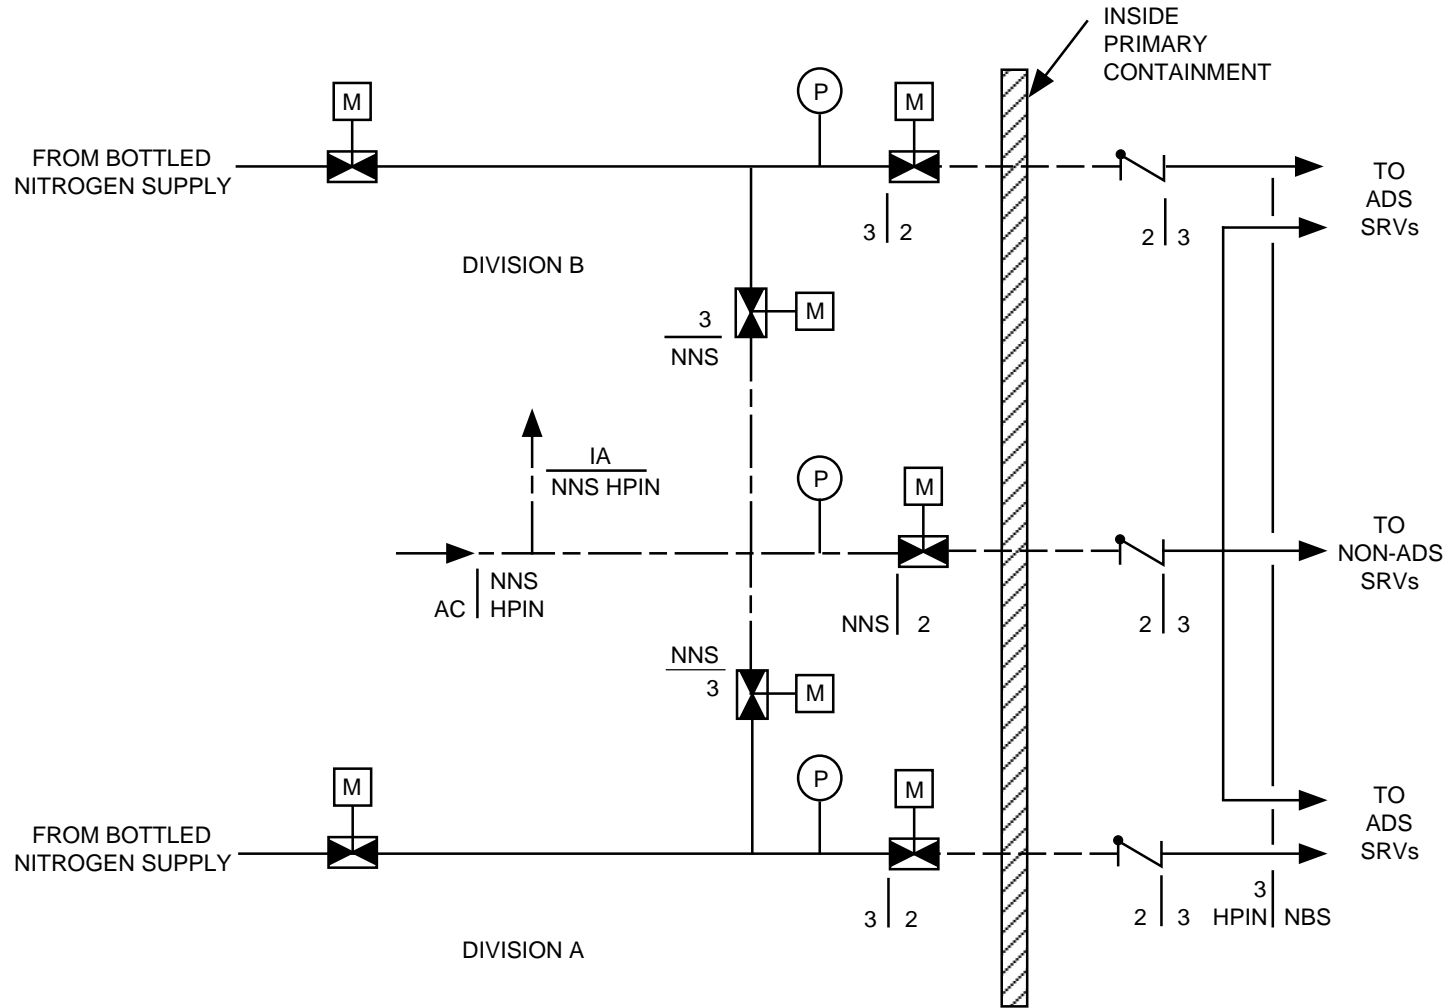 INSIDE
PRIMARY
CONTAINMENT
M
P
M
FROM BOTTLED
NITROGEN SUPPLY
TO
ADS
SRVs
3 2
2 3
DIVISION B
M
3
NNS
IA
NNS HPIN
P
M
TO
NON-ADS
SRVs
NNS
AC HPIN
NNS 2
2 3
NNS
3
M
M
P
M
FROM BOTTLED
NITROGEN SUPPLY
TO
ADS
SRVs
3 2
2 3
3
HPIN NBS
DIVISION A